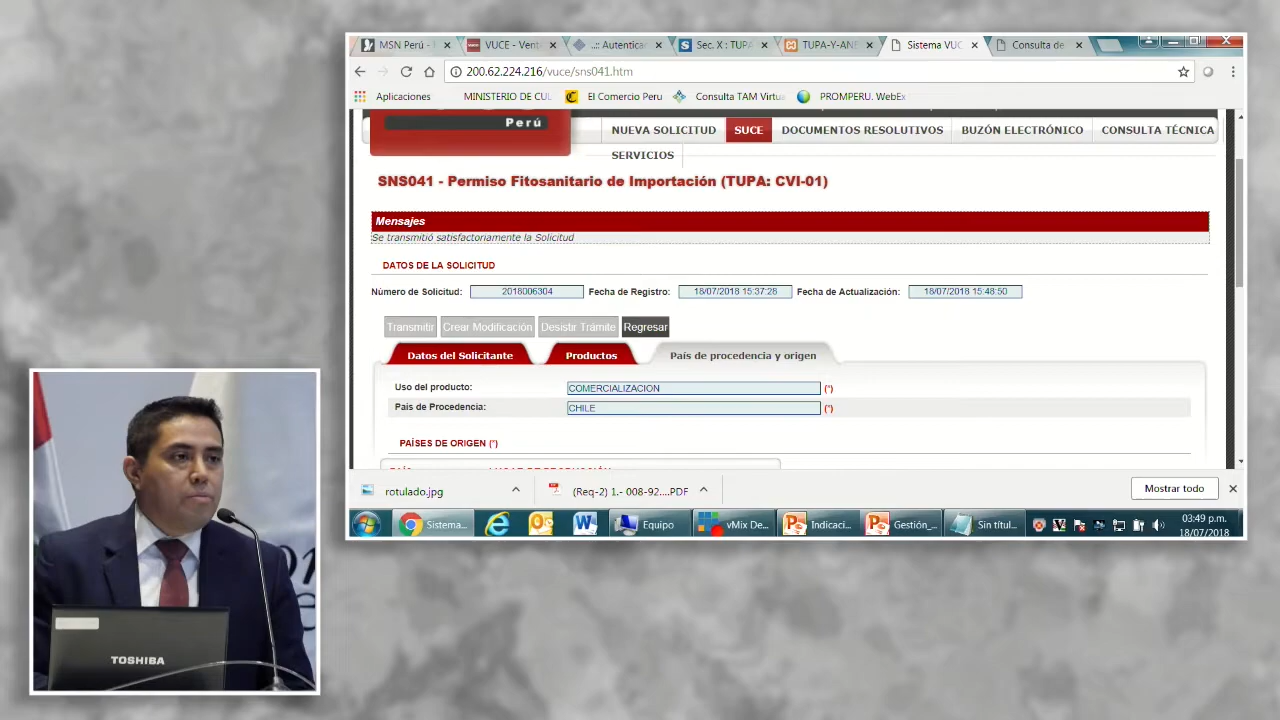 MSN Perú -
VUCE - Vent
..:: Autentica
Sec. X : TUPA
TUPA-Y-ANE
Sistema VUC
Consulta de
200.62.224.216/vuce/sns041.htm
Aplicaciones
MINISTERIO DE CUL
El Comercio Peru
Consulta TAM Virtua
PROMPERU. WebEx
Perú
NUEVA SOLICITUD
SUCE
DOCUMENTOS RESOLUTIVOS
BUZÓN ELECTRÓNICO
CONSULTA TÉCNICA
SERVICIOS
SNS041 - Permiso Fitosanitario de Importación (TUPA: CVI-01)
Mensajes
Se transmitió satisfactoriamente la Solicitud
DATOS DE LA SOLICITUD
Número de Solicitud: 2018006304 Fecha de Registro: 18/07/2018 15:37:28 Fecha de Actualización: 18/07/2018 15:48:50
Transmitir Crear Modificación Desistir Trámite Regresar
Datos del Solicitante Productos País de procedencia y origen
Uso del producto: COMERCIALIZACION (*)
País de Procedencia: CHILE (*)
PAÍSES DE ORIGEN (*)
rotulado.jpg
(Req-2) 1.- 008-92....PDF
Mostrar todo
Sistema...
Equipo
vMix De...
Indicaci...
Gestión_...
Sin títul...
03:49 p.m.
18/07/2018
TOSHIBA